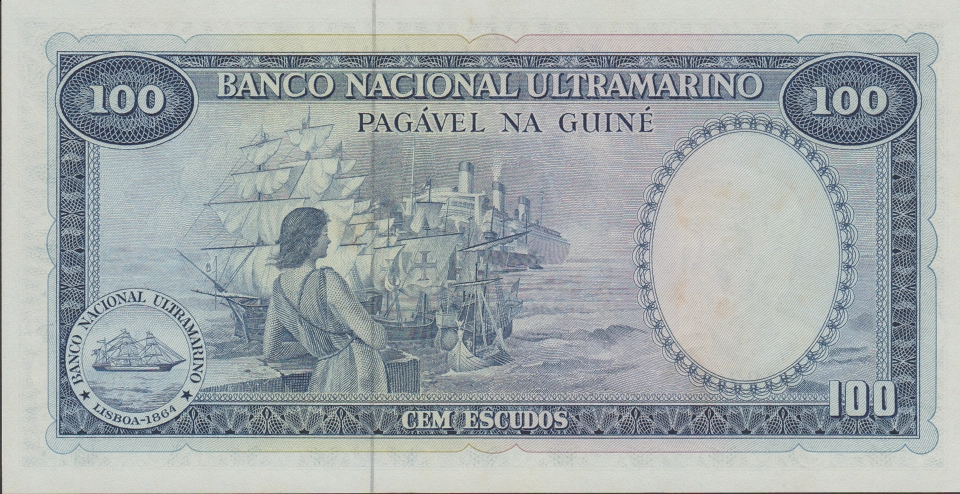 100
BANCO NACIONAL ULTRAMARINO
100
PAGÁVEL NA GUINÉ
BANCO NACIONAL ULTRAMARINO
★ LISBOA-1864 ★
CEM ESCUDOS
100